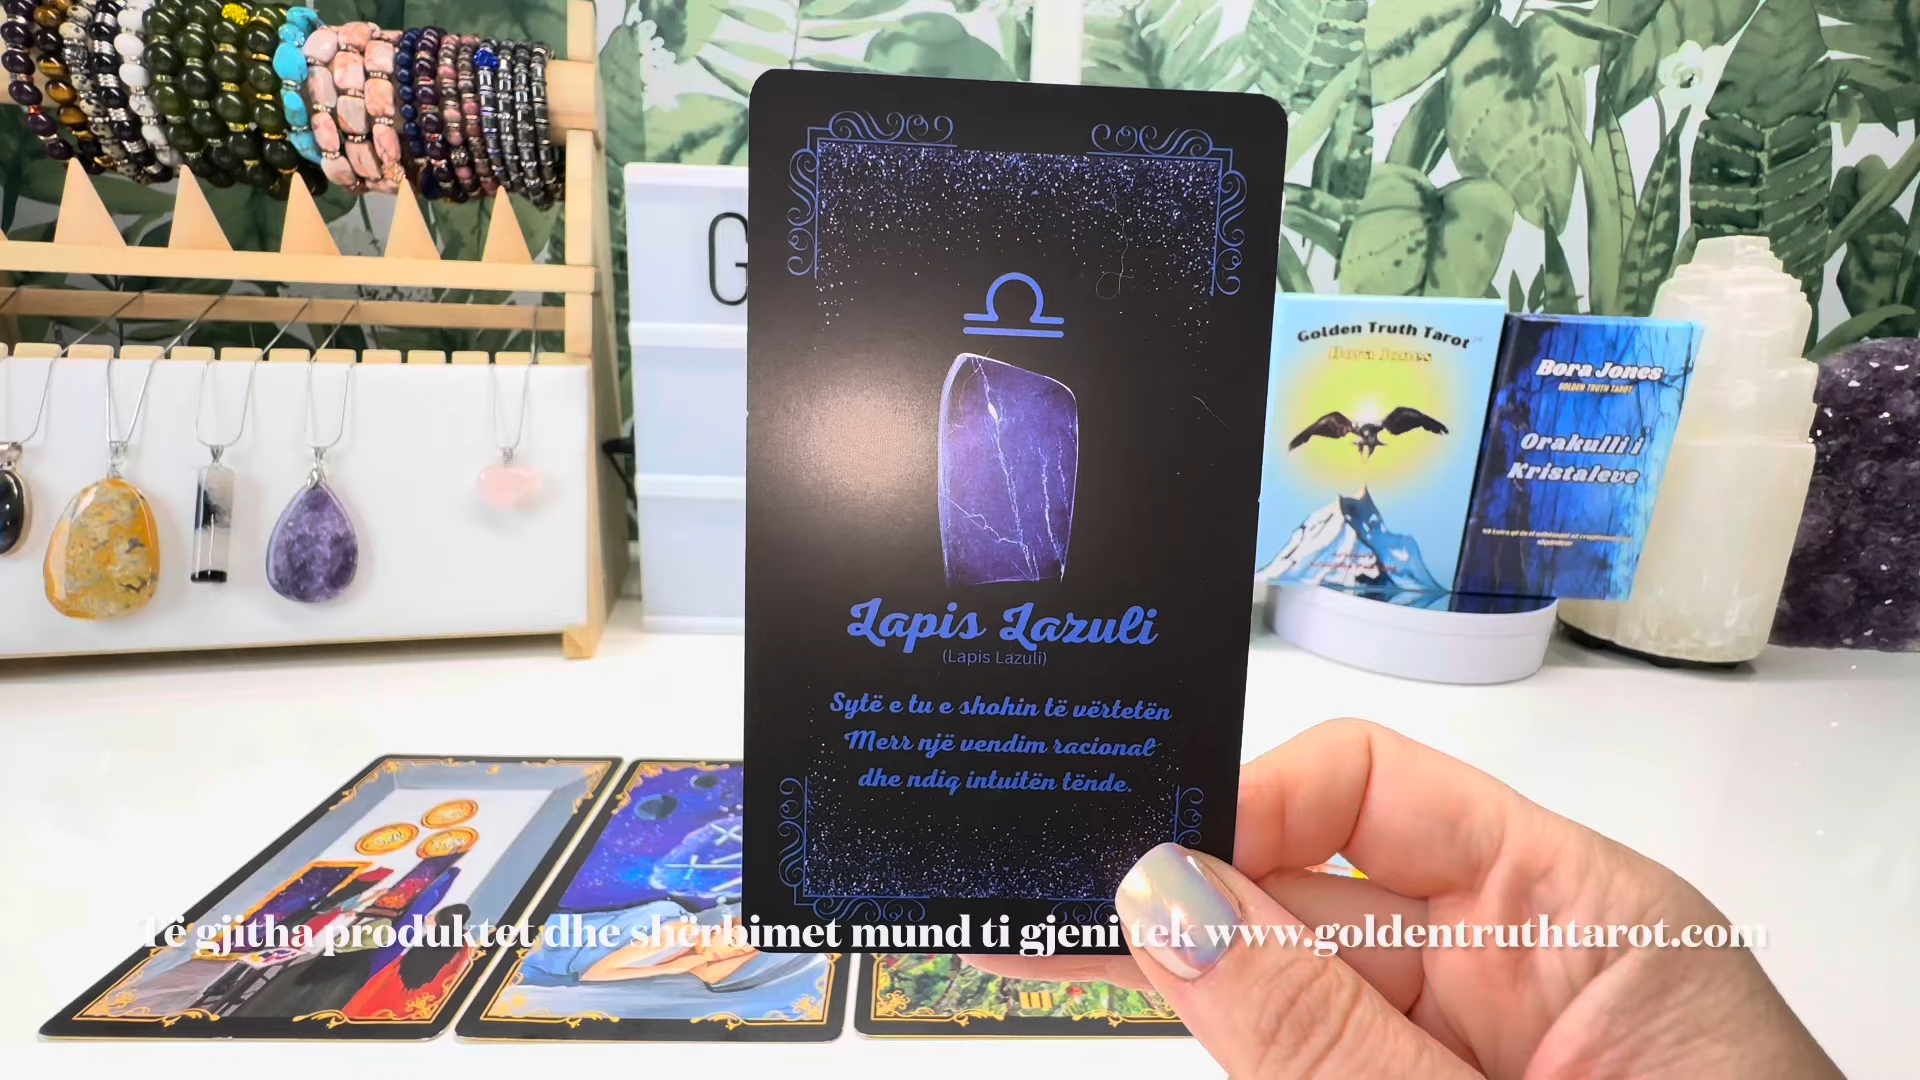 G
Lapis Lazuli
(Lapis Lazuli)
Sytë e tu e shohin të vërtetën
Merr një vendim racional
dhe ndiq intuitën tënde.
Golden Truth Tarot
Bora Jones
Bora Jones
GOLDEN TRUTH TAROT
Orakulli i
Kristaleve
Të gjitha produktet dhe shërbimet mund ti gjeni tek www.goldentruthtarot.com